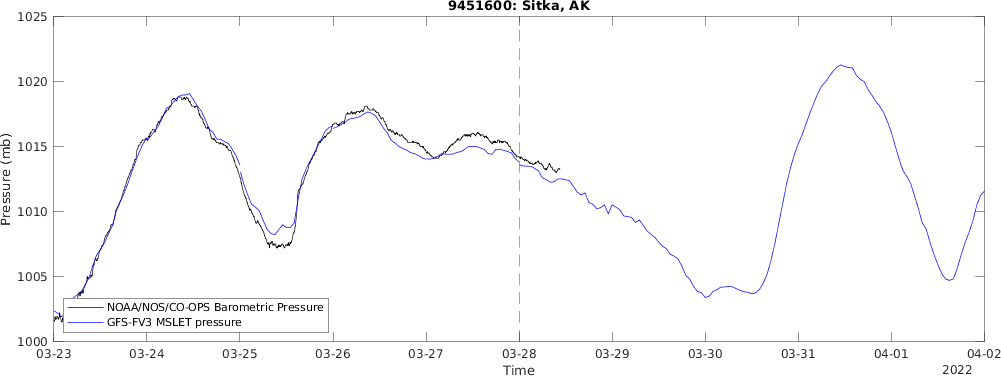 9451600: Sitka, AK
Pressure (mb)
1025
1020
1015
1010
1005
1000
NOAA/NOS/CO-OPS Barometric Pressure
GFS-FV3 MSLET pressure
03-23 03-24 03-25 03-26 03-27 03-28 03-29 03-30 03-31 04-01 04-02
Time
2022